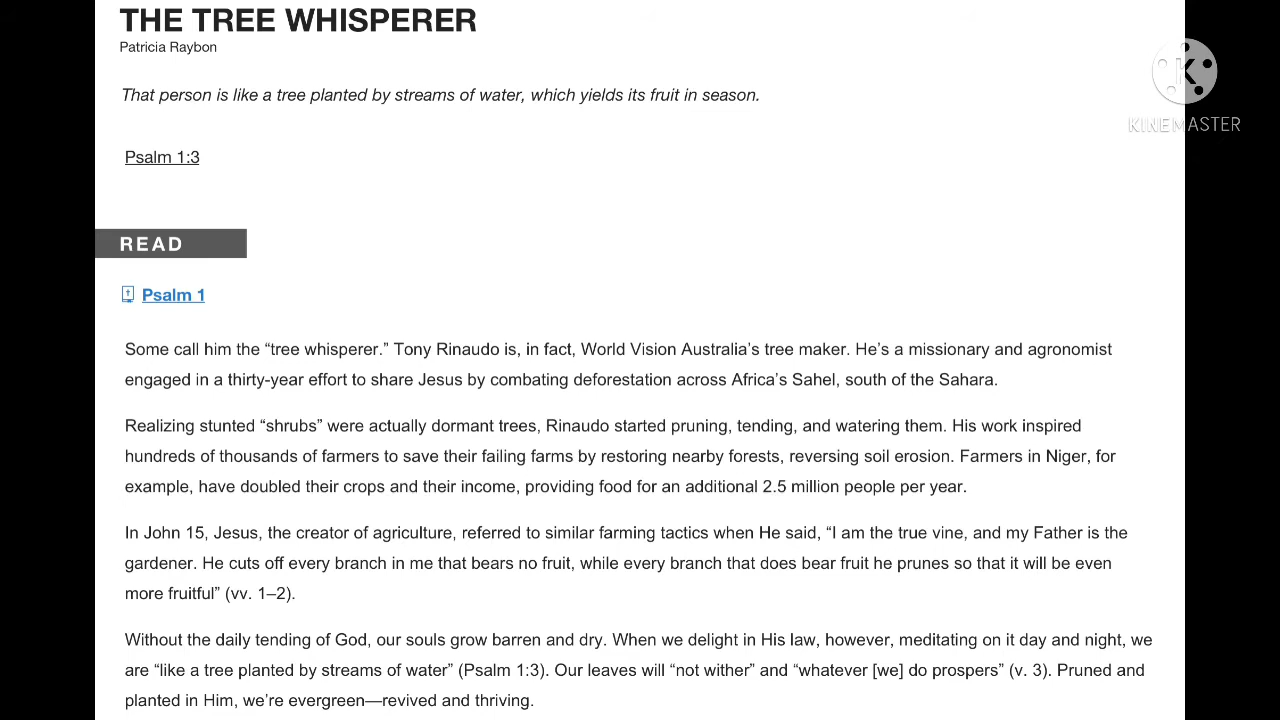 THE TREE WHISPERER
Patricia Raybon
That person is like a tree planted by streams of water, which yields its fruit in season.
Psalm 1:3
READ
Psalm 1
Some call him the “tree whisperer.” Tony Rinaudo is, in fact, World Vision Australia’s tree maker. He’s a missionary and agronomist
engaged in a thirty-year effort to share Jesus by combating deforestation across Africa’s Sahel, south of the Sahara.
Realizing stunted “shrubs” were actually dormant trees, Rinaudo started pruning, tending, and watering them. His work inspired
hundreds of thousands of farmers to save their failing farms by restoring nearby forests, reversing soil erosion. Farmers in Niger, for
example, have doubled their crops and their income, providing food for an additional 2.5 million people per year.
In John 15, Jesus, the creator of agriculture, referred to similar farming tactics when He said, “I am the true vine, and my Father is the
gardener. He cuts off every branch in me that bears no fruit, while every branch that does bear fruit he prunes so that it will be even
more fruitful” (vv. 1–2).
Without the daily tending of God, our souls grow barren and dry. When we delight in His law, however, meditating on it day and night, we
are “like a tree planted by streams of water” (Psalm 1:3). Our leaves will “not wither” and “whatever [we] do prospers” (v. 3). Pruned and
planted in Him, we’re evergreen—revived and thriving.
K
KINEMASTER